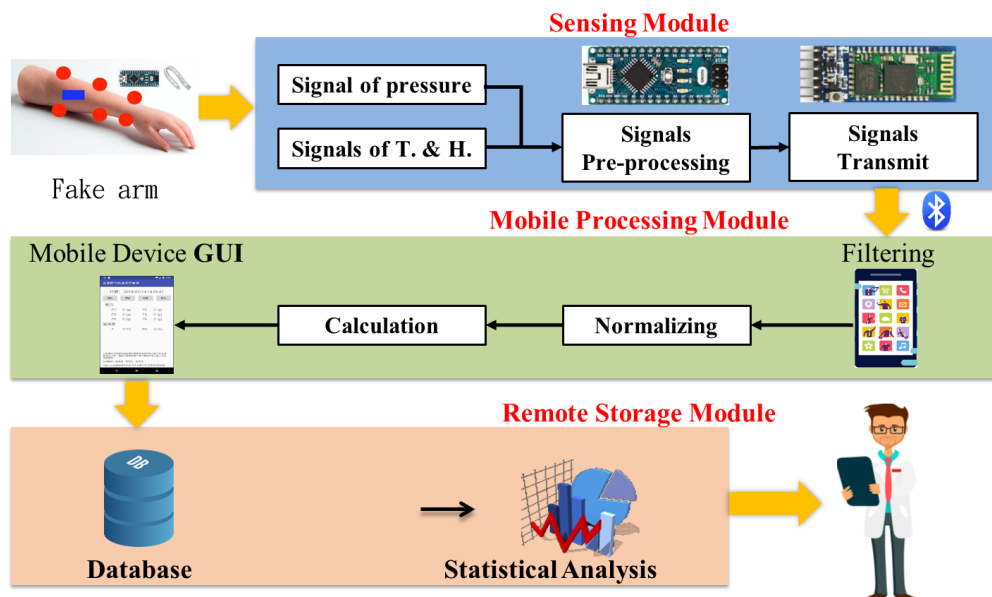 Sensing Module
Signal of pressure
Signals of T. & H.
Signals
Pre-processing
Signals
Transmit
Fake arm
Mobile Processing Module
Mobile Device GUI
Filtering
Calculation
Normalizing
Remote Storage Module
DB
Database
Statistical Analysis